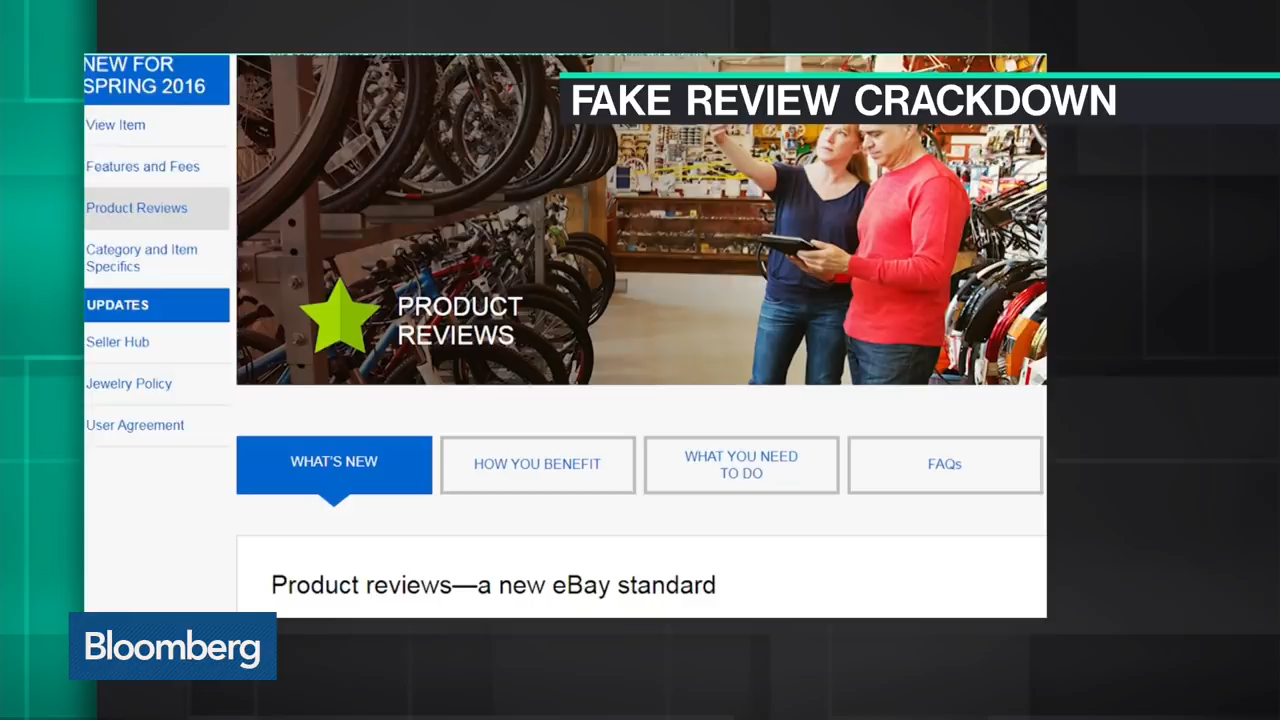 FAKE REVIEW CRACKDOWN
NEW FOR
SPRING 2016
View Item
Features and Fees
Product Reviews
Category and Item
Specifics
UPDATES
Seller Hub
Jewelry Policy
User Agreement
PRODUCT
REVIEWS
WHAT'S NEW
HOW YOU BENEFIT
WHAT YOU NEED
TO DO
FAQs
Product reviews—a new eBay standard
Bloomberg